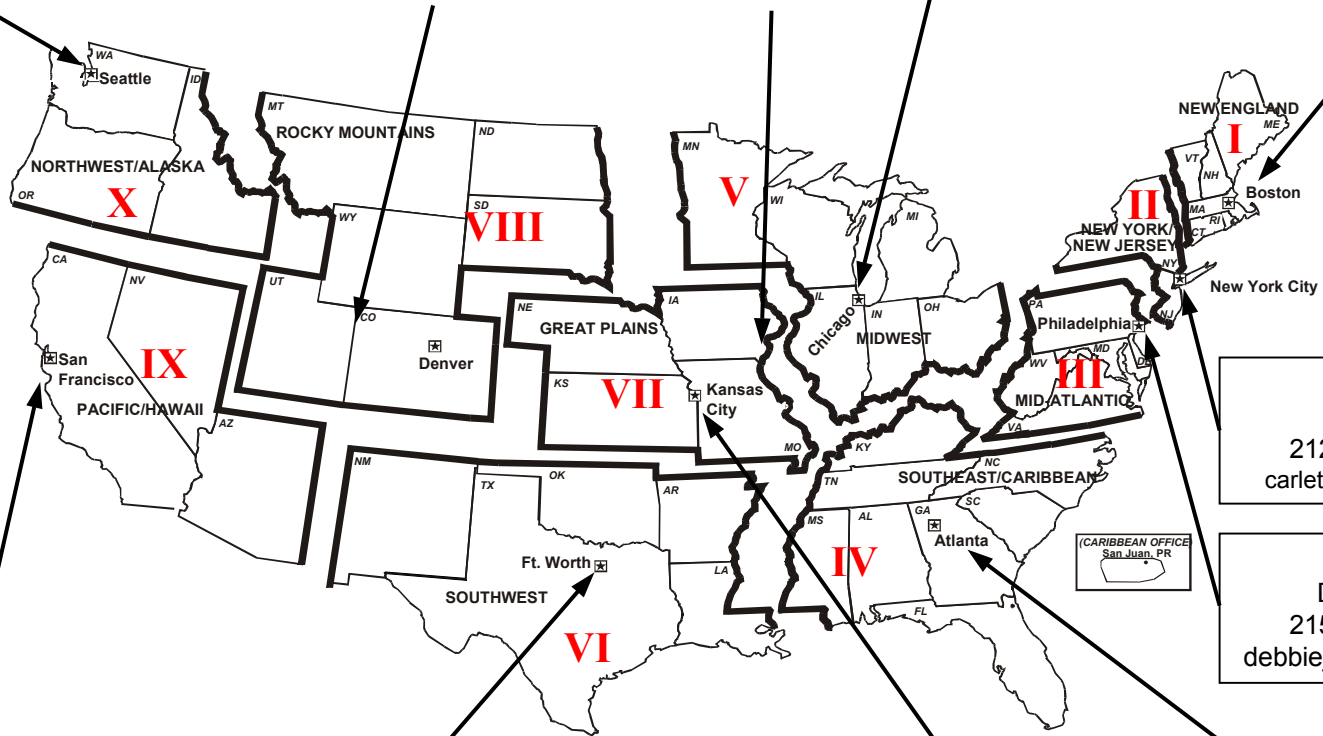 WA
Seattle
ID
MT
ROCKY MOUNTAINS
ND
NORTHWEST/ALASKA
X
OR
WY
SD
VIII
MN
V
WI
MI
NEW ENGLAND
ME
I
VT
NH
Boston
MA
RI
CT
II
NEW YORK/
NEW JERSEY
NY
New York City
NJ
CA
NV
UT
CO
Denver
NE
GREAT PLAINS
IA
IL
Chicago
IN
OH
MIDWEST
PA
Philadelphia
MD
DE
WV
III
MID-ATLANTIC
VA
San
Francisco
IX
PACIFIC/HAWAII
AZ
KS
VII
Kansas
City
MO
KY
NM
TX
OK
AR
TN
NC
SOUTHEAST/CARIBBEAN
SC
MS
AL
GA
Atlanta
IV
LA
FL
Ft. Worth
SOUTHWEST
VI
(CARIBBEAN OFFICE)
San Juan, PR
212
carlet
D
215
debbie